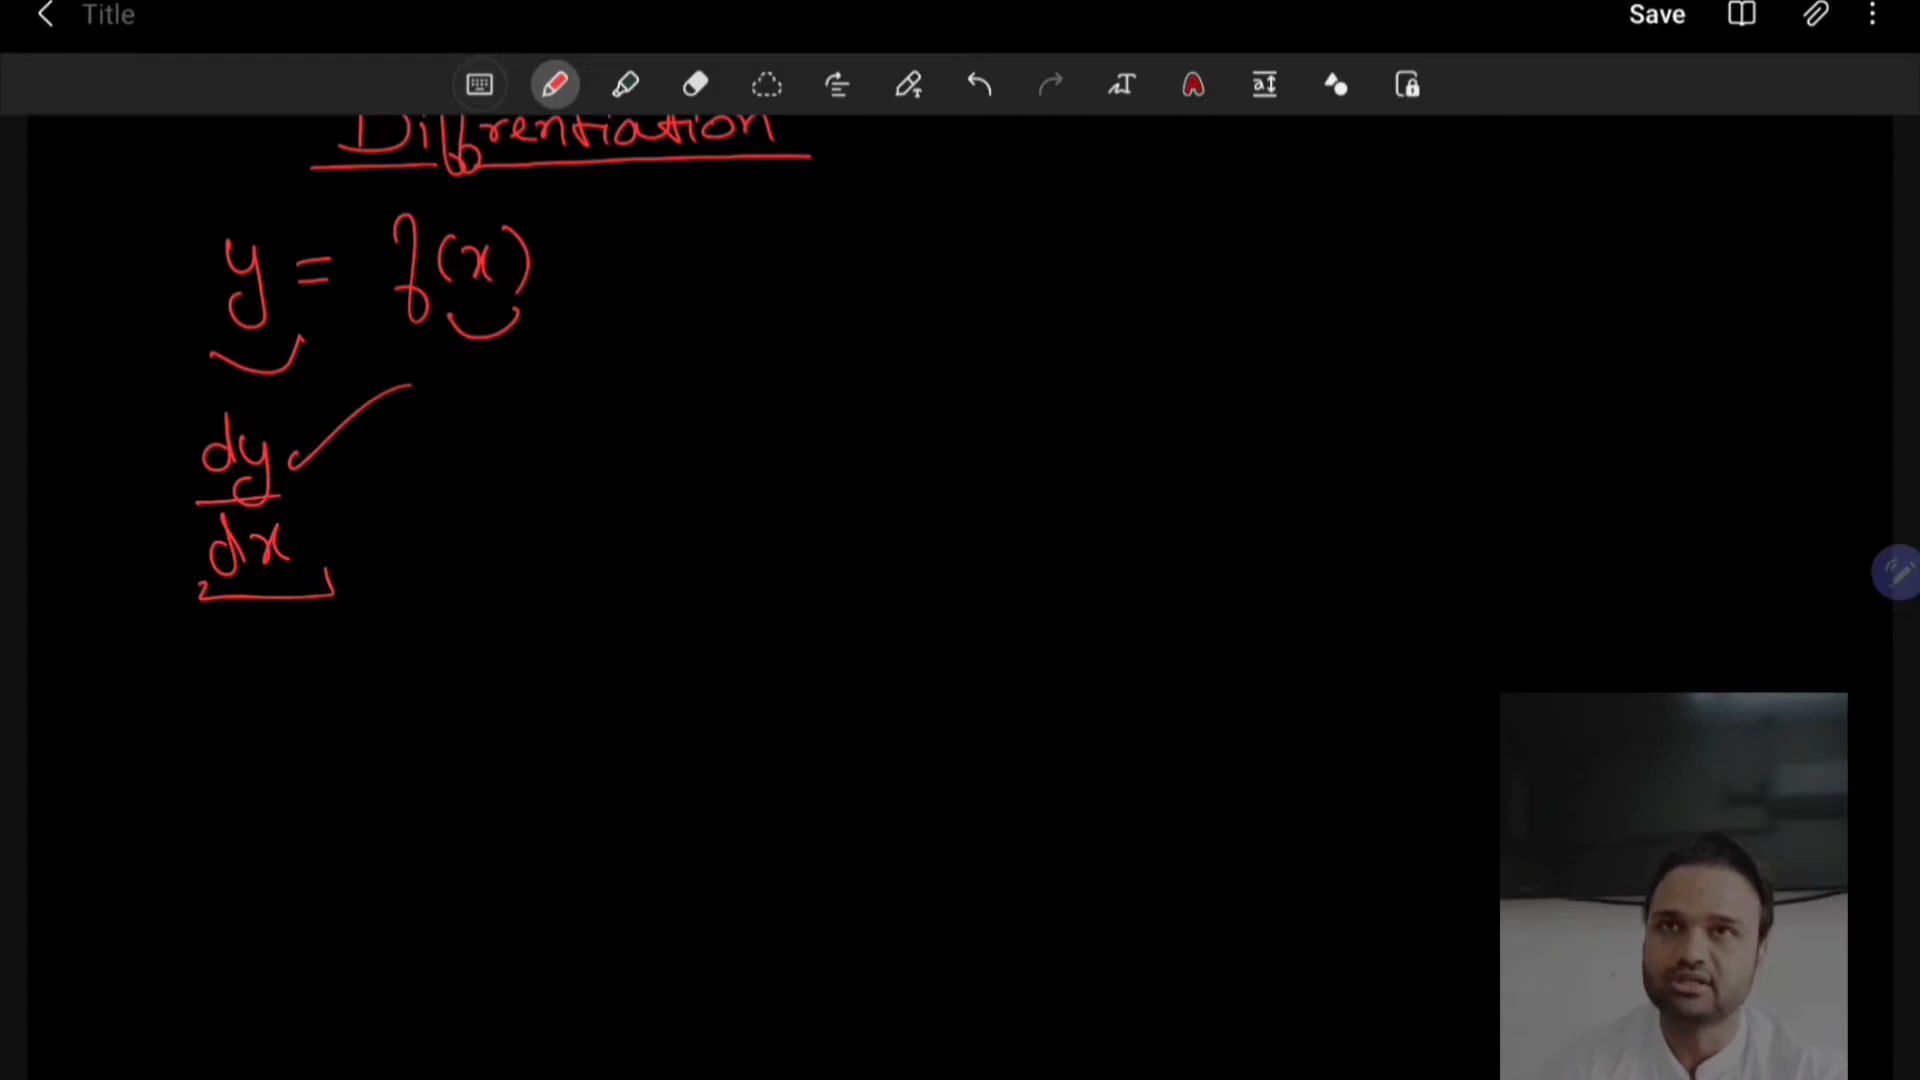 Title Save
Diffrentiation
y = f(x)
dy
dx